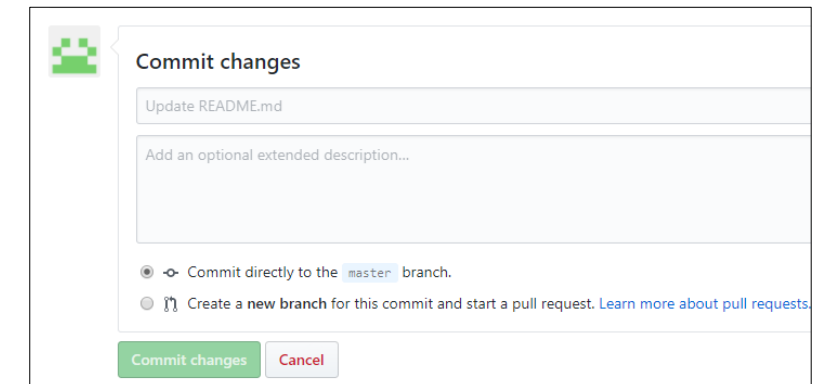 Commit changes
Update README.md
Add an optional extended description...
Commit directly to the master branch.
Create a new branch for this commit and start a pull request. Learn more about pull requests.
Commit changes Cancel